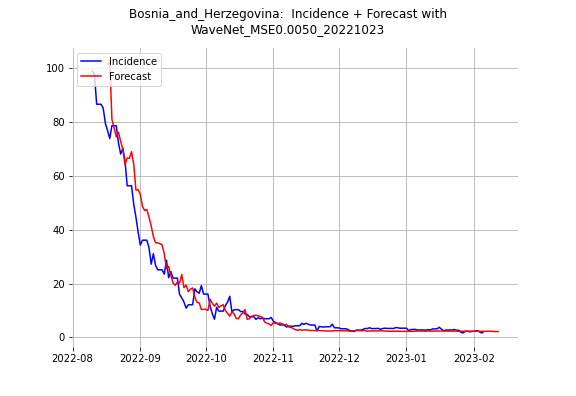 Bosnia_and_Herzegovina:  Incidence + Forecast with
WaveNet_MSE0.0050_20221023
Incidence
Forecast
100
80
60
40
20
0
2022-08 2022-09 2022-10 2022-11 2022-12 2023-01 2023-02